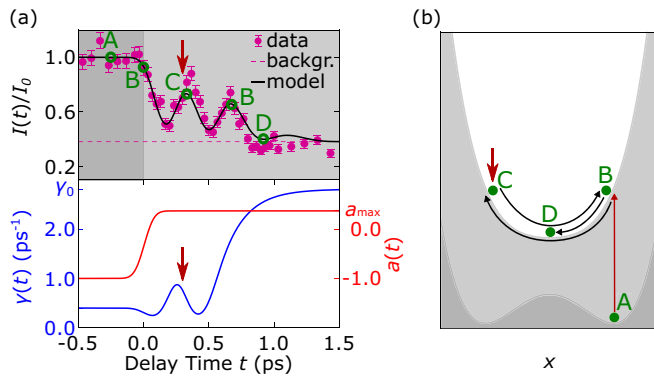 (a)
1.0
0.6
0.2
I(t)/I₀
A
B
C
B
D
data
backgr.
model
γ₀
2.0
1.0
0.0
γ(t) (ps⁻¹)
aₘₐₓ
0.0
-1.0
a(t)
-0.5 0.0 0.5 1.0 1.5
Delay Time t (ps)
(b)
C
B
D
A
x